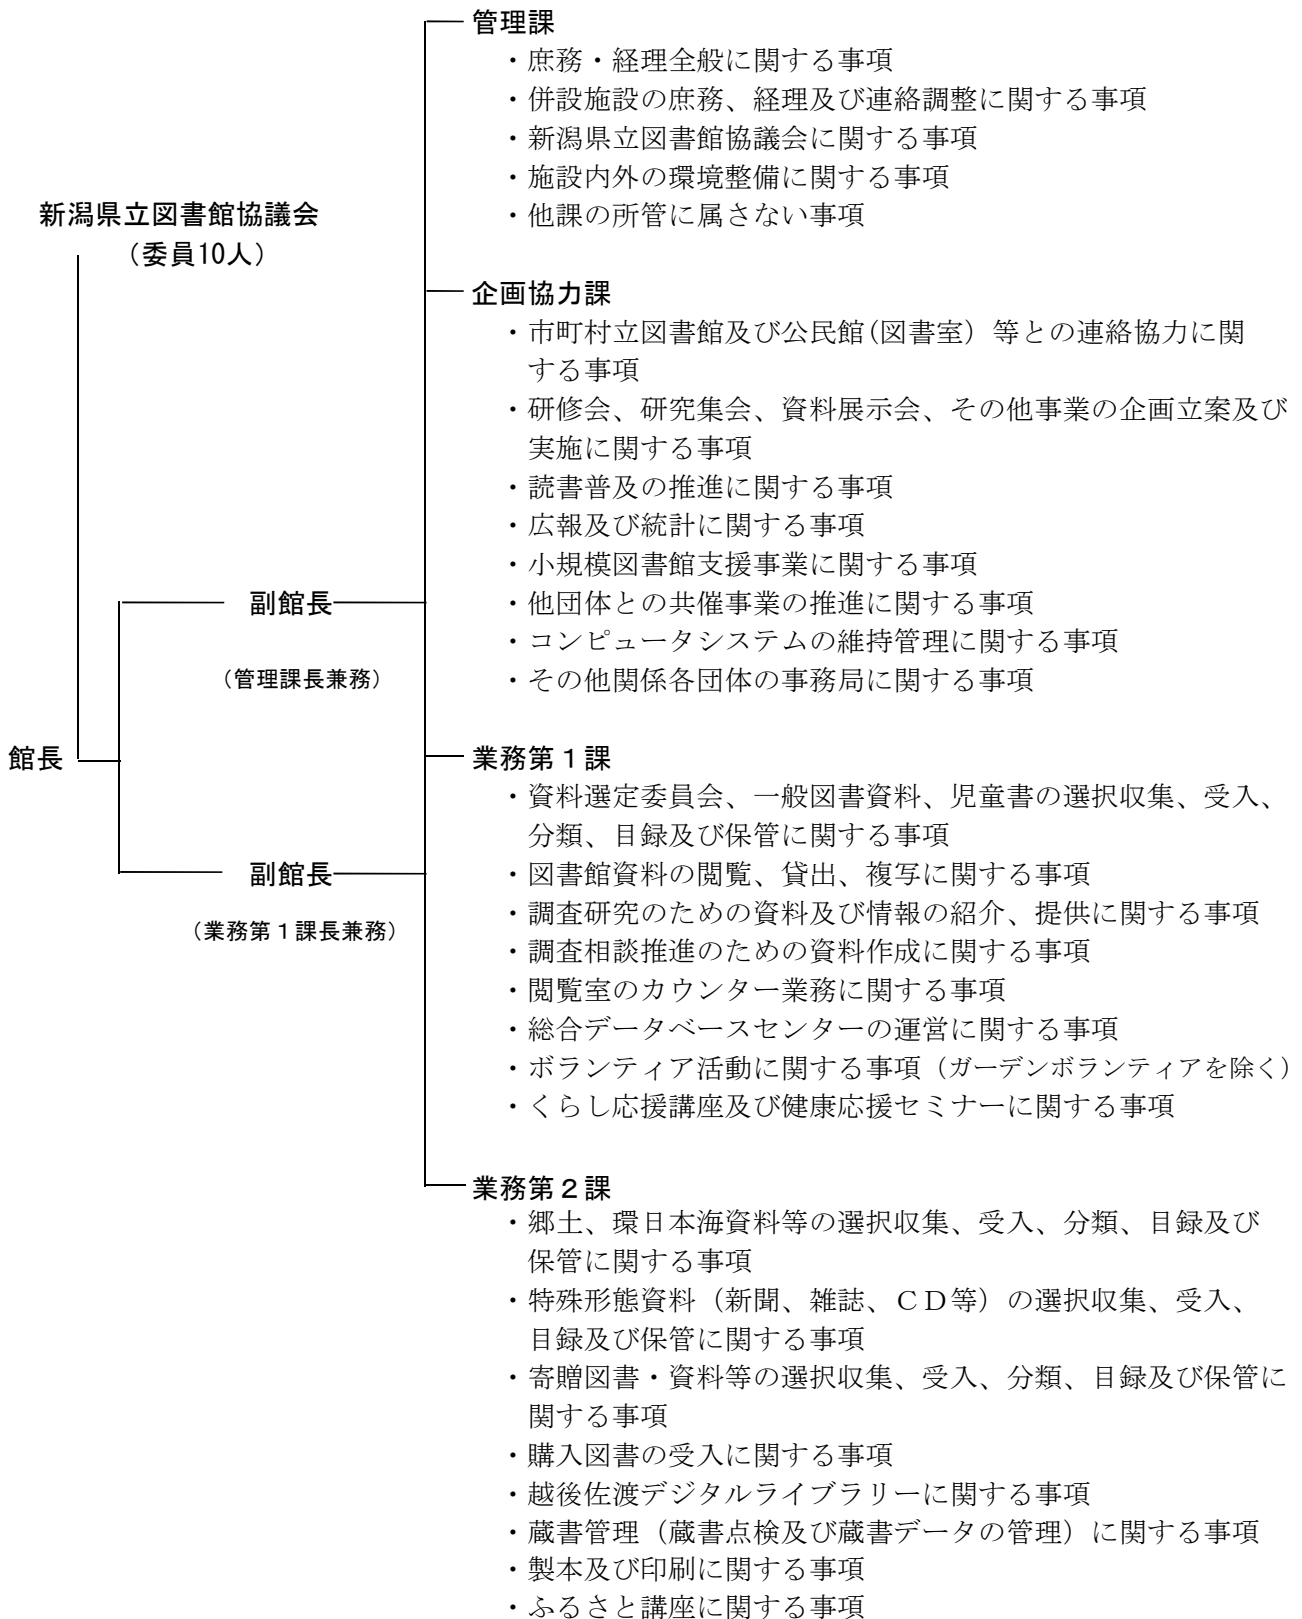 新潟県立図書館協議会
（委員10人）
館長
副館長
（管理課長兼務）
副館長
（業務第１課長兼務）
管理課
・庶務・経理全般に関する事項
・併設施設の庶務、経理及び連絡調整に関する事項
・新潟県立図書館協議会に関する事項
・施設内外の環境整備に関する事項
・他課の所管に属さない事項
企画協力課
・市町村立図書館及び公民館(図書室）等との連絡協力に関
する事項
・研修会、研究集会、資料展示会、その他事業の企画立案及び
実施に関する事項
・読書普及の推進に関する事項
・広報及び統計に関する事項
・小規模図書館支援事業に関する事項
・他団体との共催事業の推進に関する事項
・コンピュータシステムの維持管理に関する事項
・その他関係各団体の事務局に関する事項
業務第１課
・資料選定委員会、一般図書資料、児童書の選択収集、受入、
分類、目録及び保管に関する事項
・図書館資料の閲覧、貸出、複写に関する事項
・調査研究のための資料及び情報の紹介、提供に関する事項
・調査相談推進のための資料作成に関する事項
・閲覧室のカウンター業務に関する事項
・総合データベースセンターの運営に関する事項
・ボランティア活動に関する事項（ガーデンボランティアを除く）
・くらし応援講座及び健康応援セミナーに関する事項
業務第２課
・郷土、環日本海資料等の選択収集、受入、分類、目録及び
保管に関する事項
・特殊形態資料（新聞、雑誌、ＣＤ等）の選択収集、受入、
目録及び保管に関する事項
・寄贈図書・資料等の選択収集、受入、分類、目録及び保管に
関する事項
・購入図書の受入に関する事項
・越後佐渡デジタルライブラリーに関する事項
・蔵書管理（蔵書点検及び蔵書データの管理）に関する事項
・製本及び印刷に関する事項
・ふるさと講座に関する事項